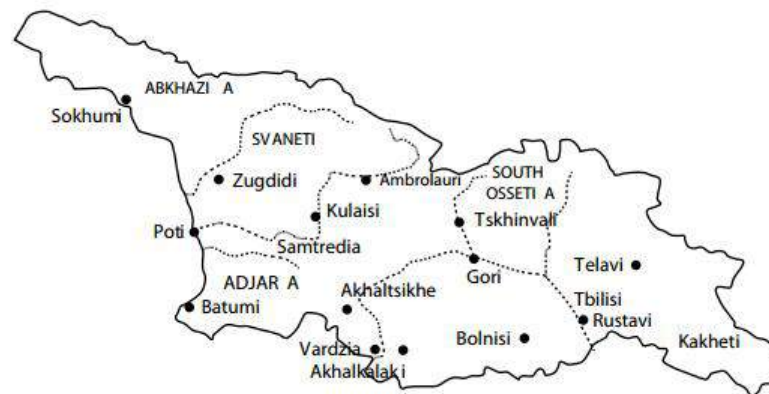 ABKHAZI A
Sokhumi
SVANETI
Zugdidi
Ambrolauri
SOUTH
OSSETI A
Kulaisi
Tskhinvali
Poti
Samtredia
Gori
Telavi
ADJAR A
Akhaltsikhe
Batumi
Tbilisi
Rustavi
Bolnisi
Kakheti
Vardzia
Akhalkalak i